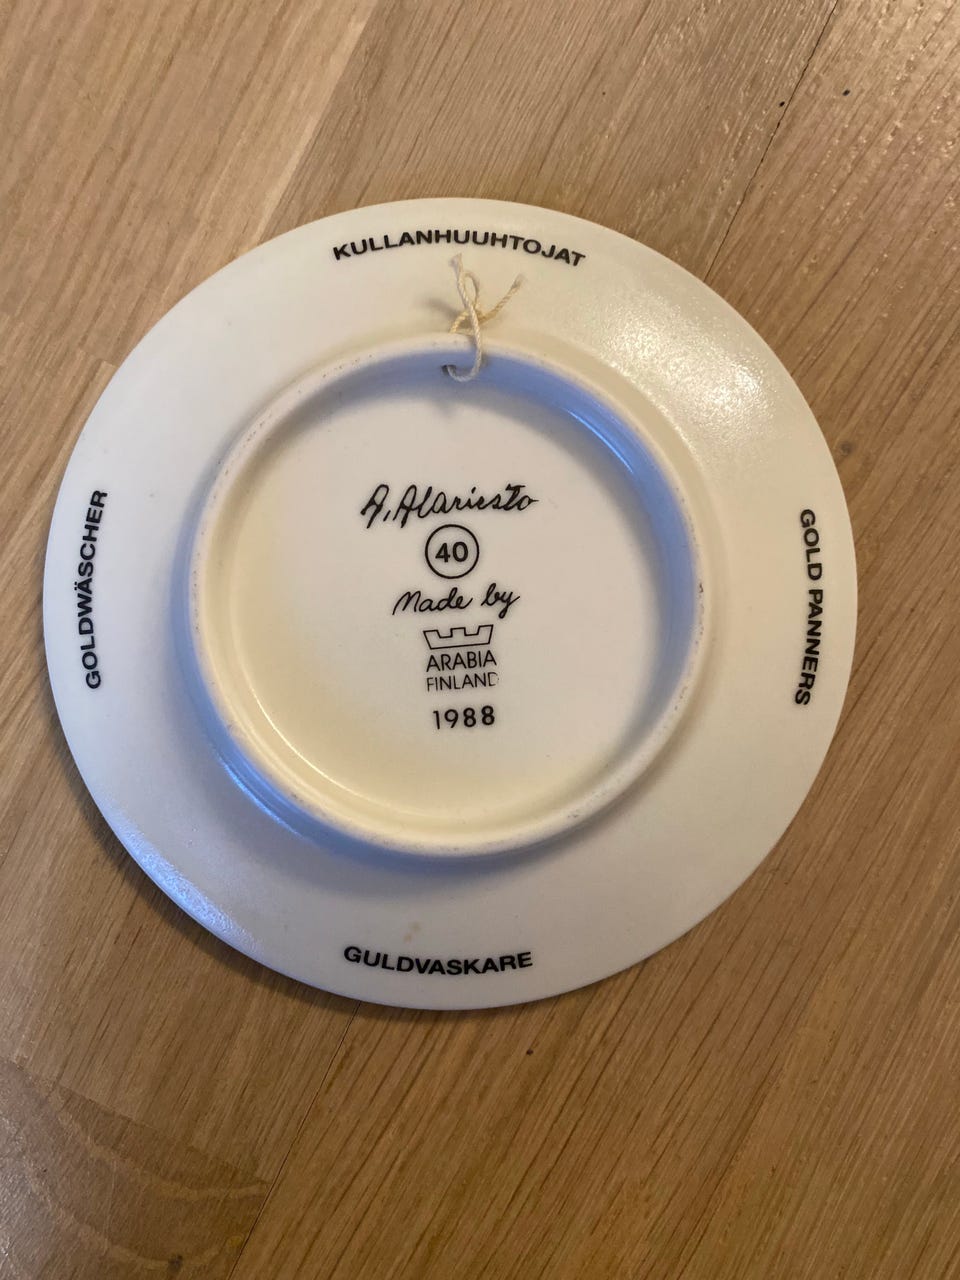 KULLANHUUHTOJAT
GOLDWÄSCHER
GOLD PANNERS
A. Alariesto
40
Made by
ARABIA
FINLAND
1988
GULDVASKARE